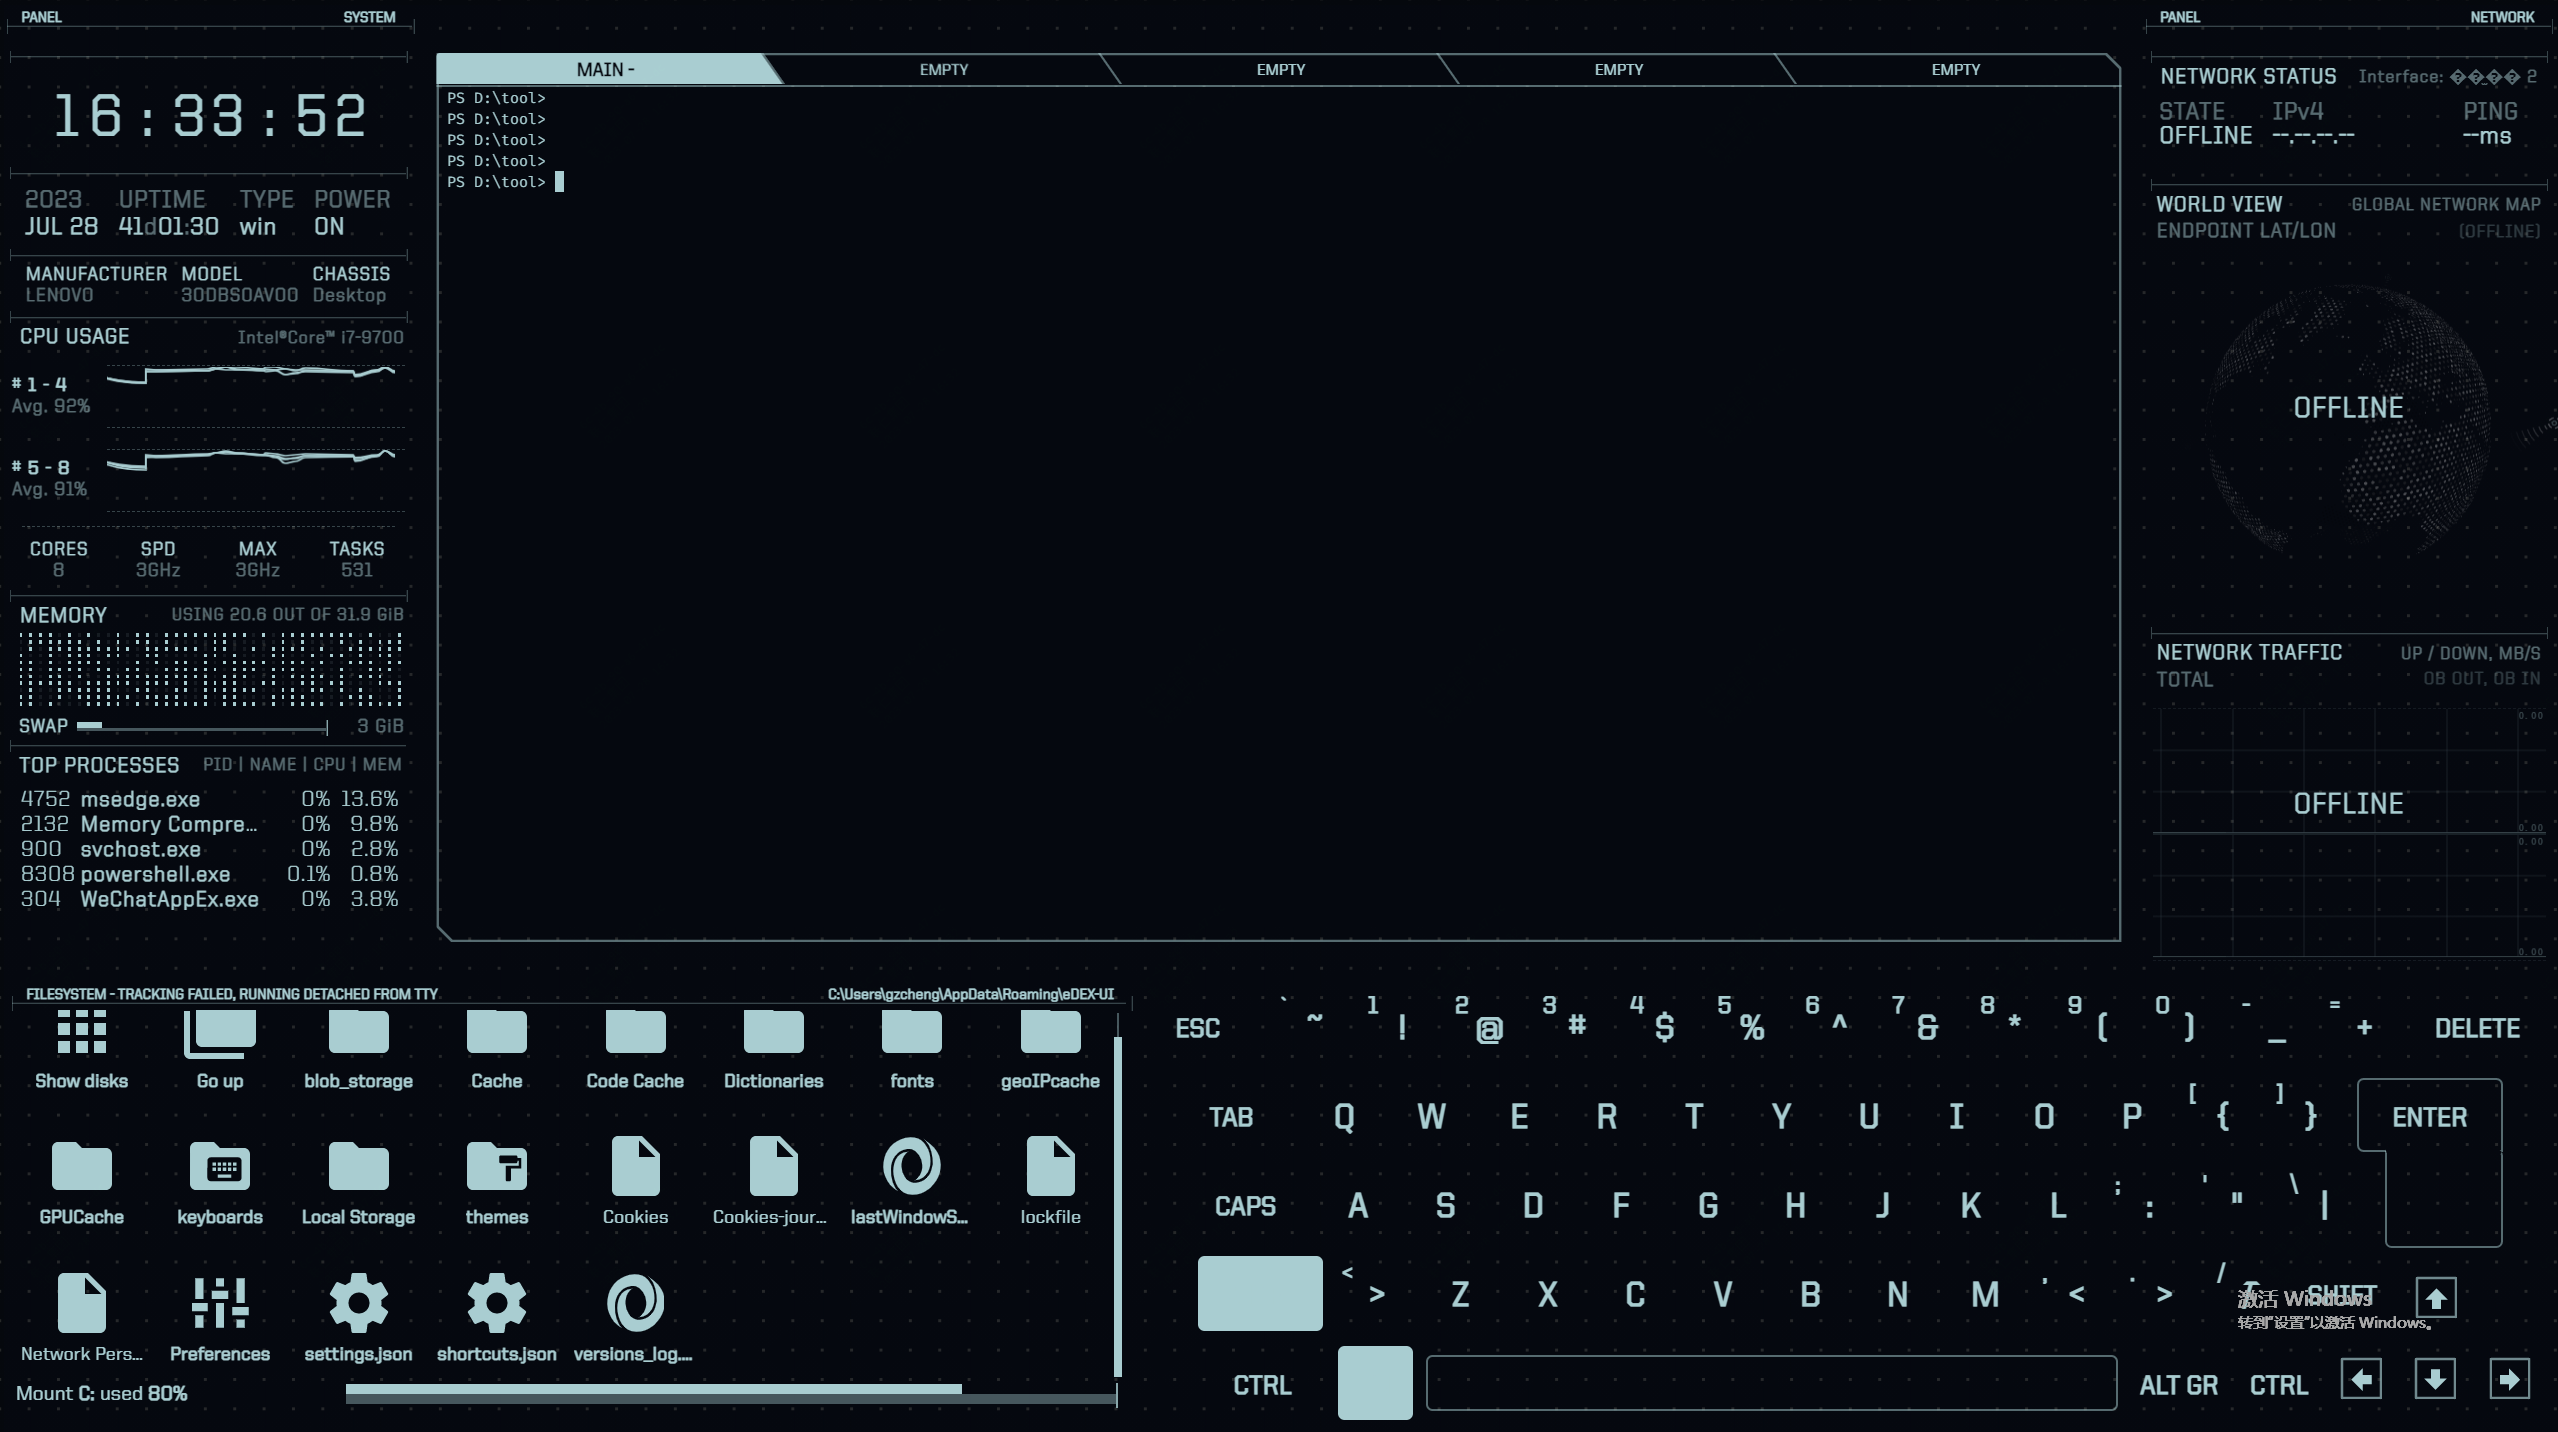 PANEL SYSTEM
16:33:52
2023 UPTIME TYPE POWER
JUL 28 41d01:30 win ON
MANUFACTURER MODEL CHASSIS
LENOVO 30DBS0AV00 Desktop
CPU USAGE Intel®Core™ i7-9700
# 1 - 4
Avg. 92%
# 5 - 8
Avg. 91%
CORES SPD MAX TASKS
8 3GHz 3GHz 531
MEMORY USING 20.6 OUT OF 31.9 GiB
SWAP 3 GiB
TOP PROCESSES PID | NAME | CPU | MEM
4752 msedge.exe 0% 13.6%
2132 Memory Compre... 0% 9.8%
900 svchost.exe 0% 2.8%
8308 powershell.exe 0.1% 0.8%
304 WeChatAppEx.exe 0% 3.8%
MAIN - EMPTY EMPTY EMPTY EMPTY
PS D:\tool>
PS D:\tool>
PS D:\tool>
PS D:\tool>
PS D:\tool>
PANEL NETWORK
NETWORK STATUS Interface: ���� 2
STATE IPv4 PING
OFFLINE --.--.--.-- --ms
WORLD VIEW GLOBAL NETWORK MAP
ENDPOINT LAT/LON (OFFLINE)
OFFLINE
NETWORK TRAFFIC UP / DOWN, MB/S
TOTAL 0B OUT, 0B IN
0.00
OFFLINE
0.00
0.00
0.00
FILESYSTEM - TRACKING FAILED, RUNNING DETACHED FROM TTY C:\Users\gzcheng\AppData\Roaming\eDEX-UI
Show disks Go up blob_storage Cache Code Cache Dictionaries fonts geoIPcache
GPUCache keyboards Local Storage themes Cookies Cookies-jour... lastWindowS... lockfile
Network Pers... Preferences settings.json shortcuts.json versions_log....
Mount C: used 80%
ESC ` ~ 1 ! 2 @ 3 # 4 $ 5 % 6 ^ 7 & 8 * 9 ( 0 ) - _ = + DELETE
TAB Q W E R T Y U I O P [ { ] } ENTER
CAPS A S D F G H J K L ; : ' " \ |
< > Z X C V B N M , < . > / ? SHIFT
激活 Windows
转到"设置"以激活 Windows。
CTRL ALT GR CTRL